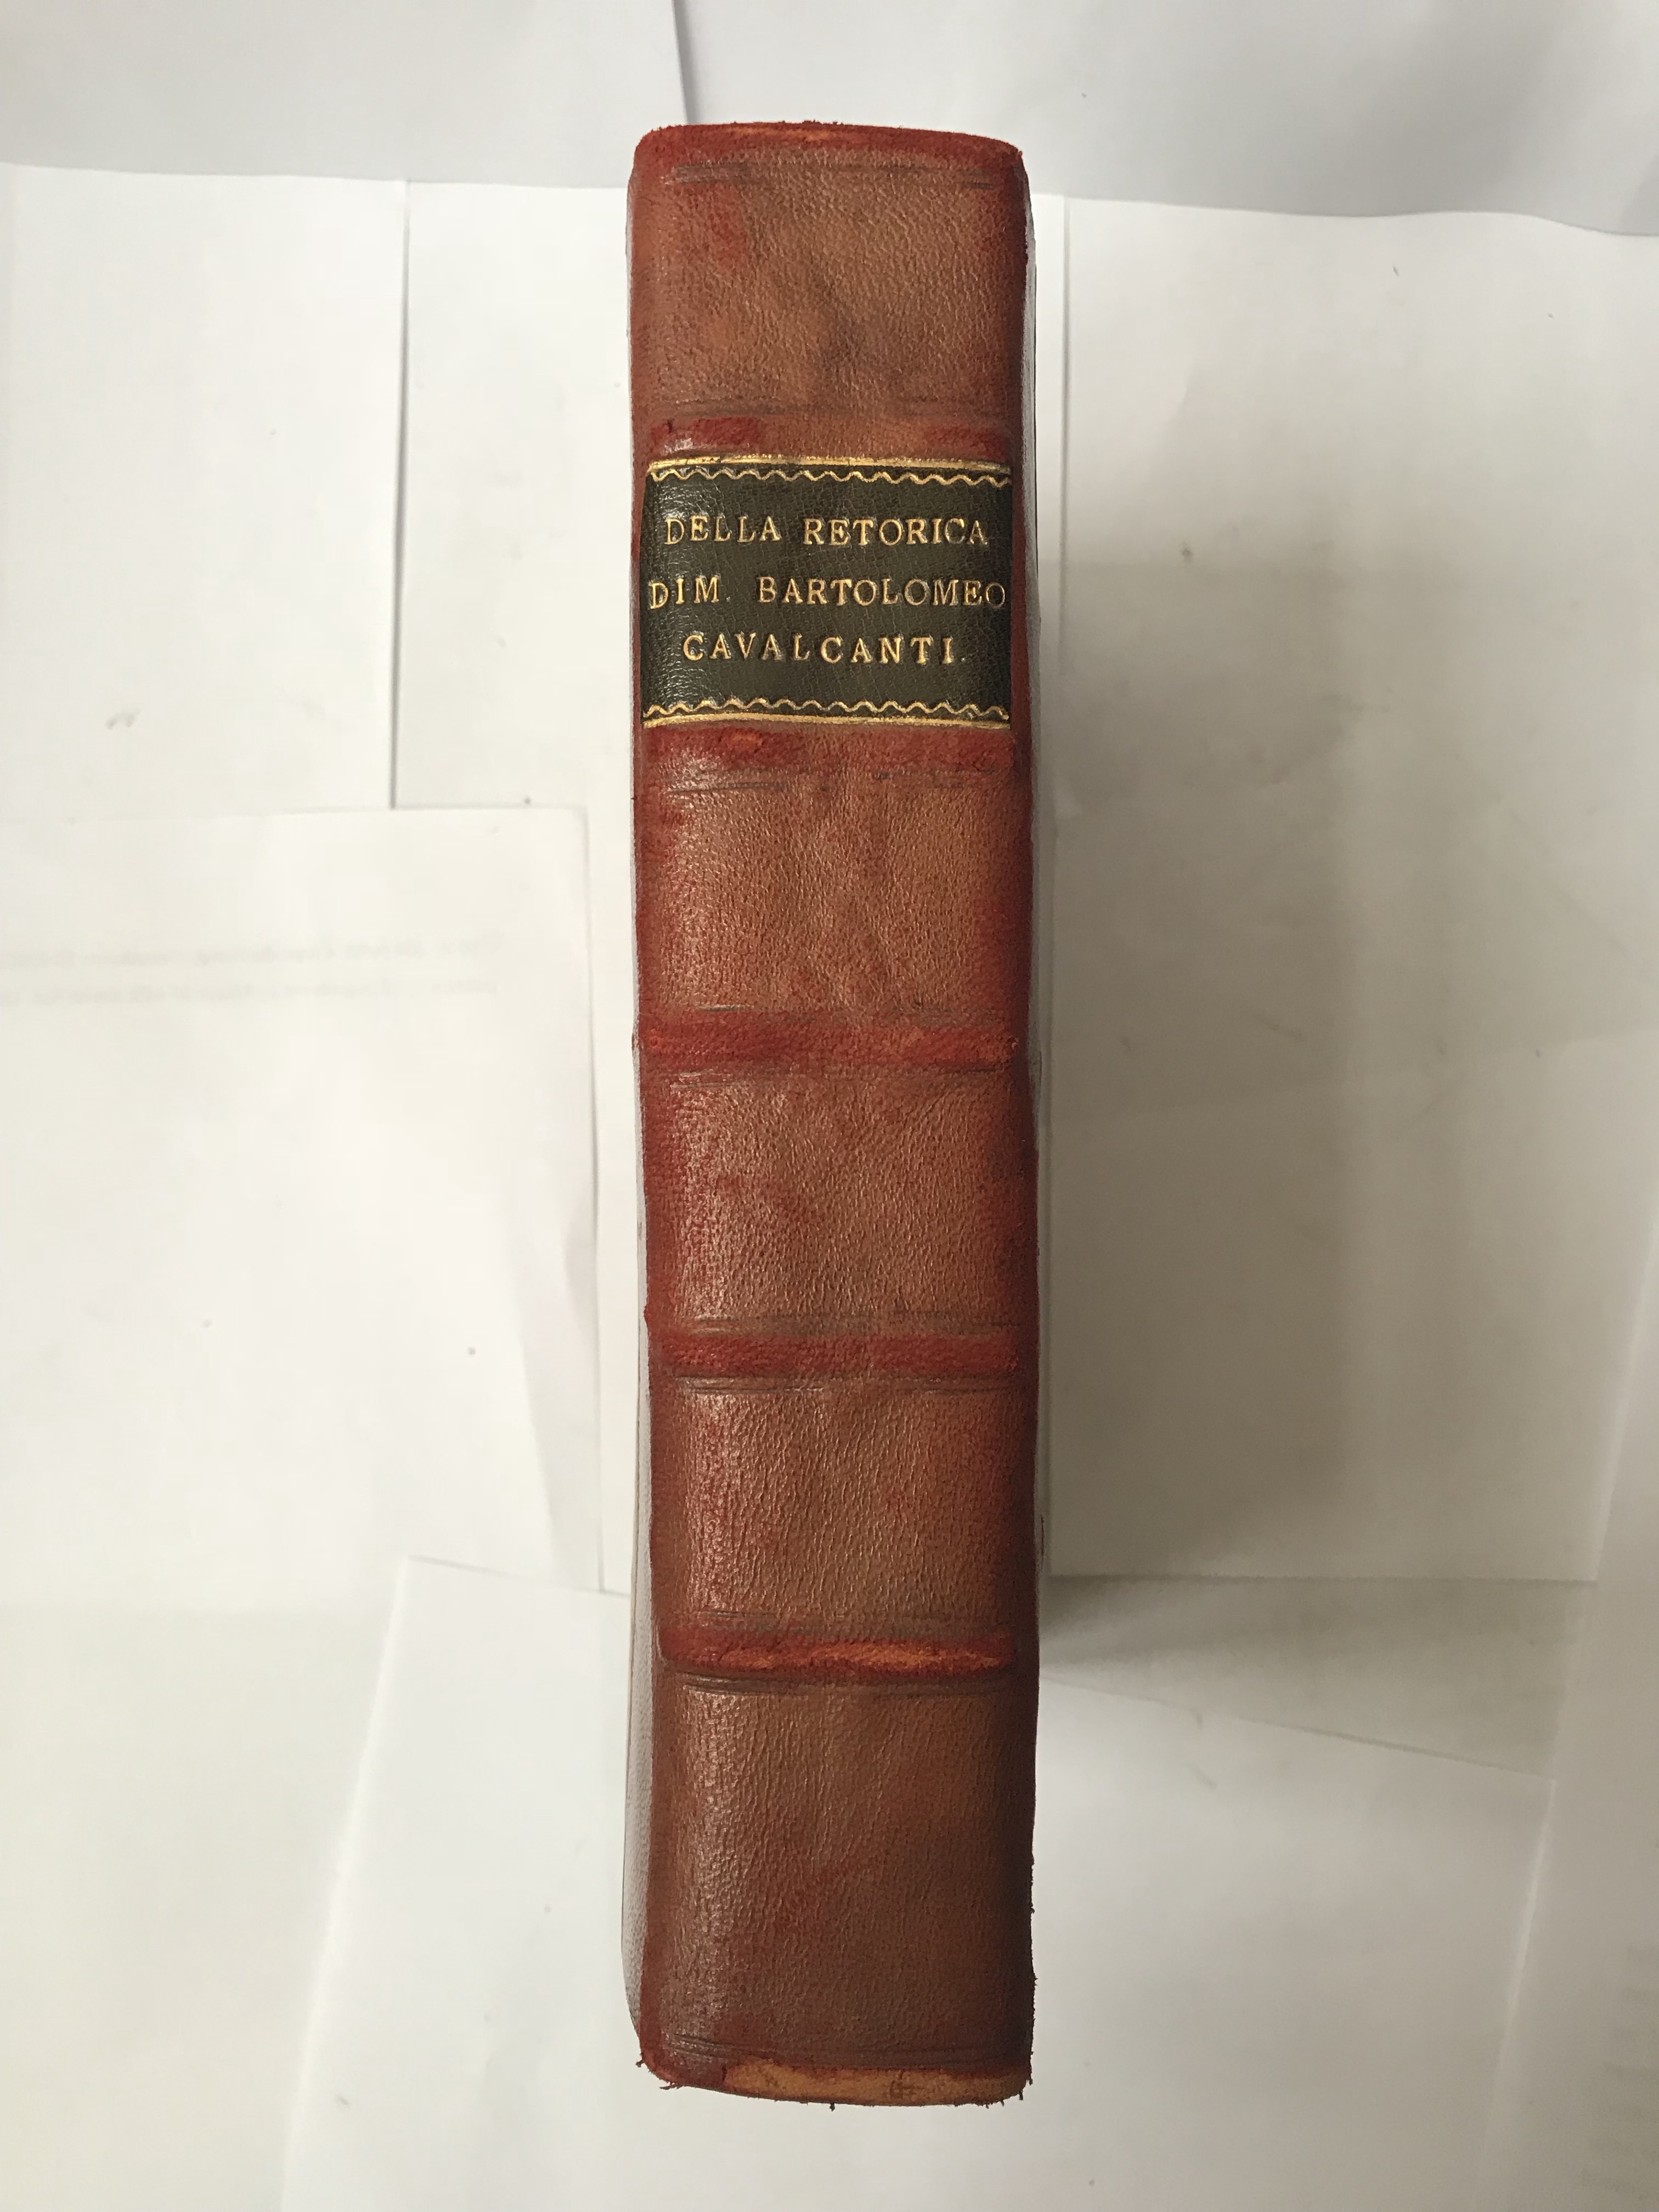 DELLA RETORICA
DIM. BARTOLOMEO
CAVALCANTI.